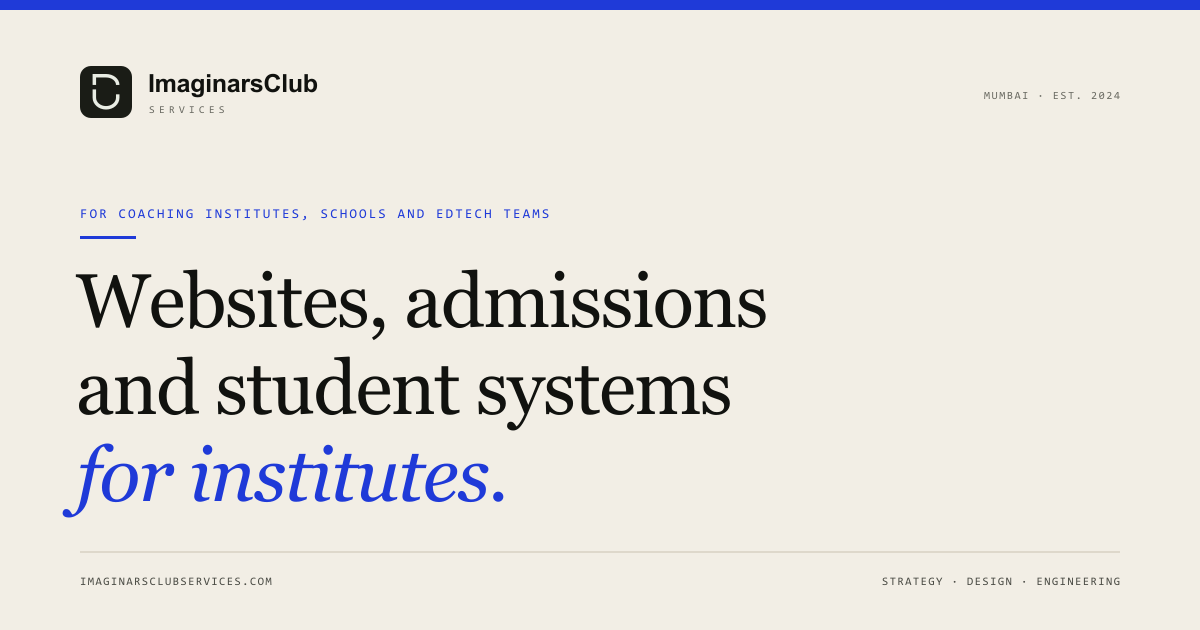 ImaginarsClub
SERVICES
MUMBAI · EST. 2024
FOR COACHING INSTITUTES, SCHOOLS AND EDTECH TEAMS
Websites, admissions
and student systems
for institutes.
IMAGINARSCLUBSERVICES.COM
STRATEGY · DESIGN · ENGINEERING